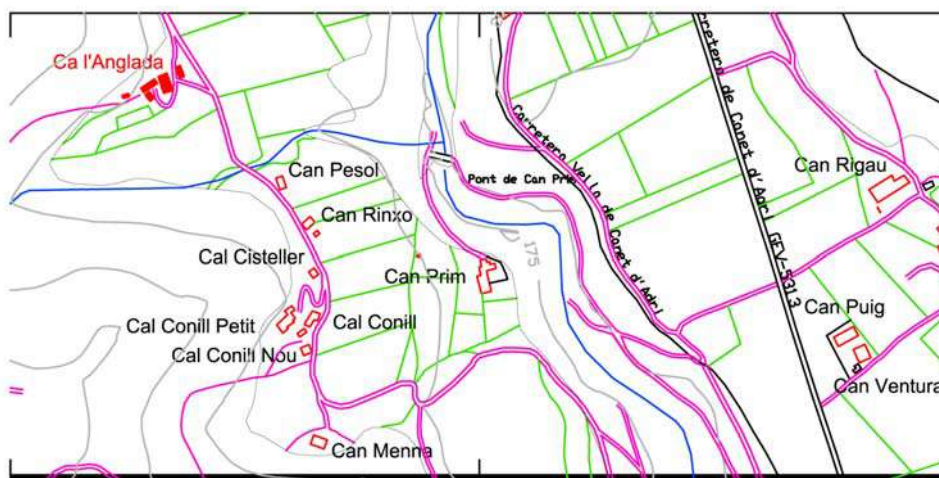 Ca l'Anglada
Can Pesol
Can Rinxo
Cal Cisteller
Cal Conill Petit
Cal Conill
Cal Conill Nou
Can Menna
Can Prim
Pont de Can Prim
175
Carretera Vella de Canet d'Adri
Carretera de Canet d'Adri GEV-5313
Can Rigau
Can Puig
Can Ventura